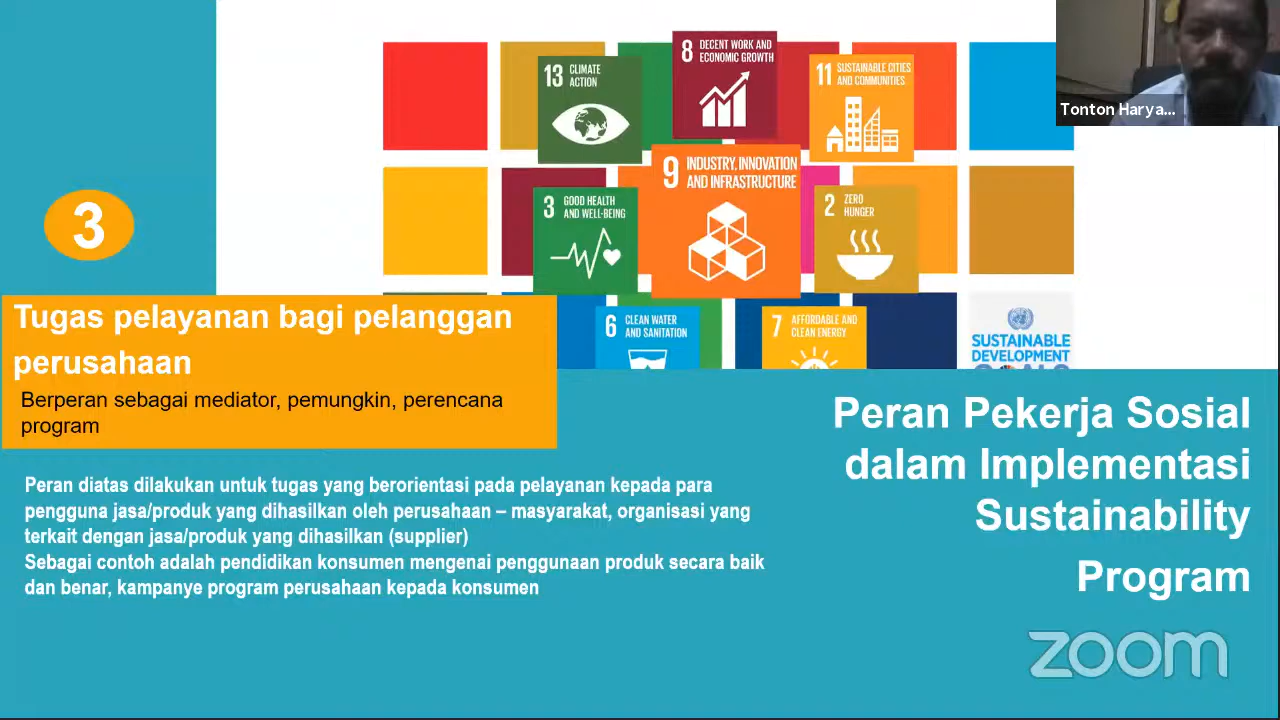 13 CLIMATE
ACTION
8 DECENT WORK AND
ECONOMIC GROWTH
11 SUSTAINABLE CITIES
AND COMMUNITIES
Tonton Harya...
9 INDUSTRY, INNOVATION
AND INFRASTRUCTURE
3 GOOD HEALTH
AND WELL-BEING
2 ZERO
HUNGER
6 CLEAN WATER
AND SANITATION
7 AFFORDABLE AND
CLEAN ENERGY
SUSTAINABLE
DEVELOPMENT
GOALS
3
Tugas pelayanan bagi pelanggan
perusahaan
Berperan sebagai mediator, pemungkin, perencana
program
Peran diatas dilakukan untuk tugas yang berorientasi pada pelayanan kepada para
pengguna jasa/produk yang dihasilkan oleh perusahaan – masyarakat, organisasi yang
terkait dengan jasa/produk yang dihasilkan (supplier)
Sebagai contoh adalah pendidikan konsumen mengenai penggunaan produk secara baik
dan benar, kampanye program perusahaan kepada konsumen
Peran Pekerja Sosial
dalam Implementasi
Sustainability
Program
zoom